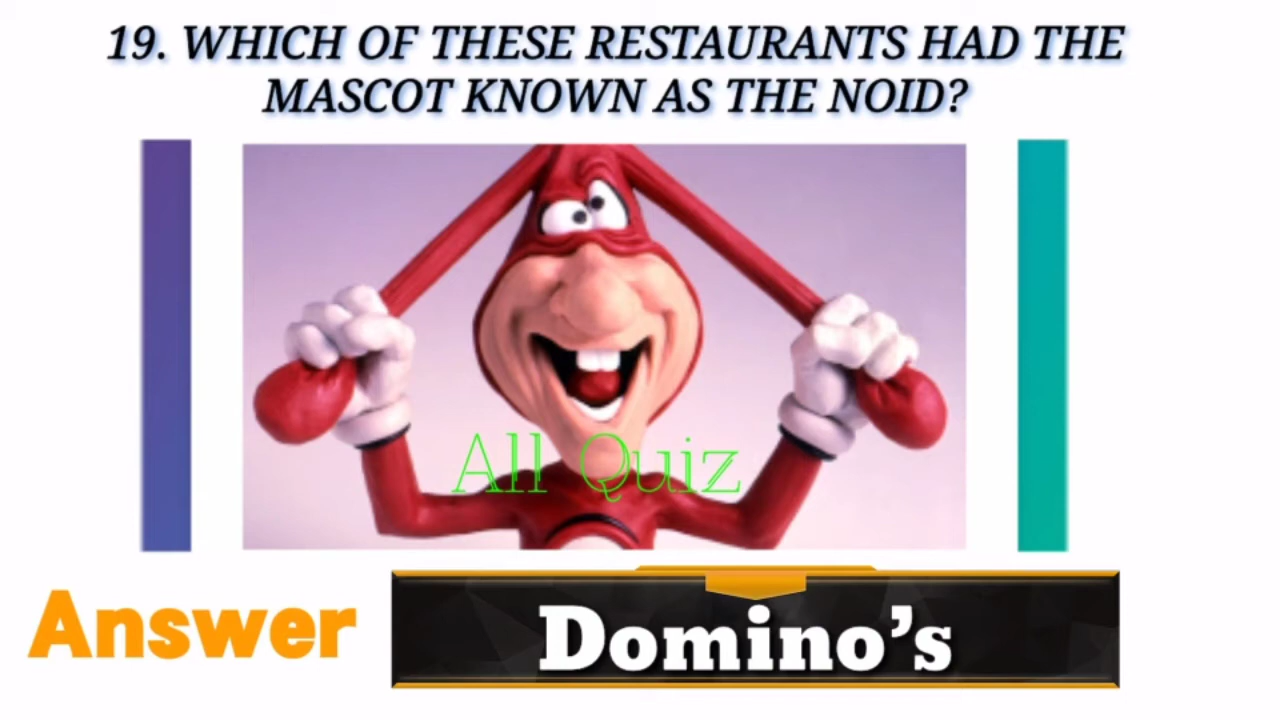 19. WHICH OF THESE RESTAURANTS HAD THE
MASCOT KNOWN AS THE NOID?
All Quiz
Answer
Domino’s